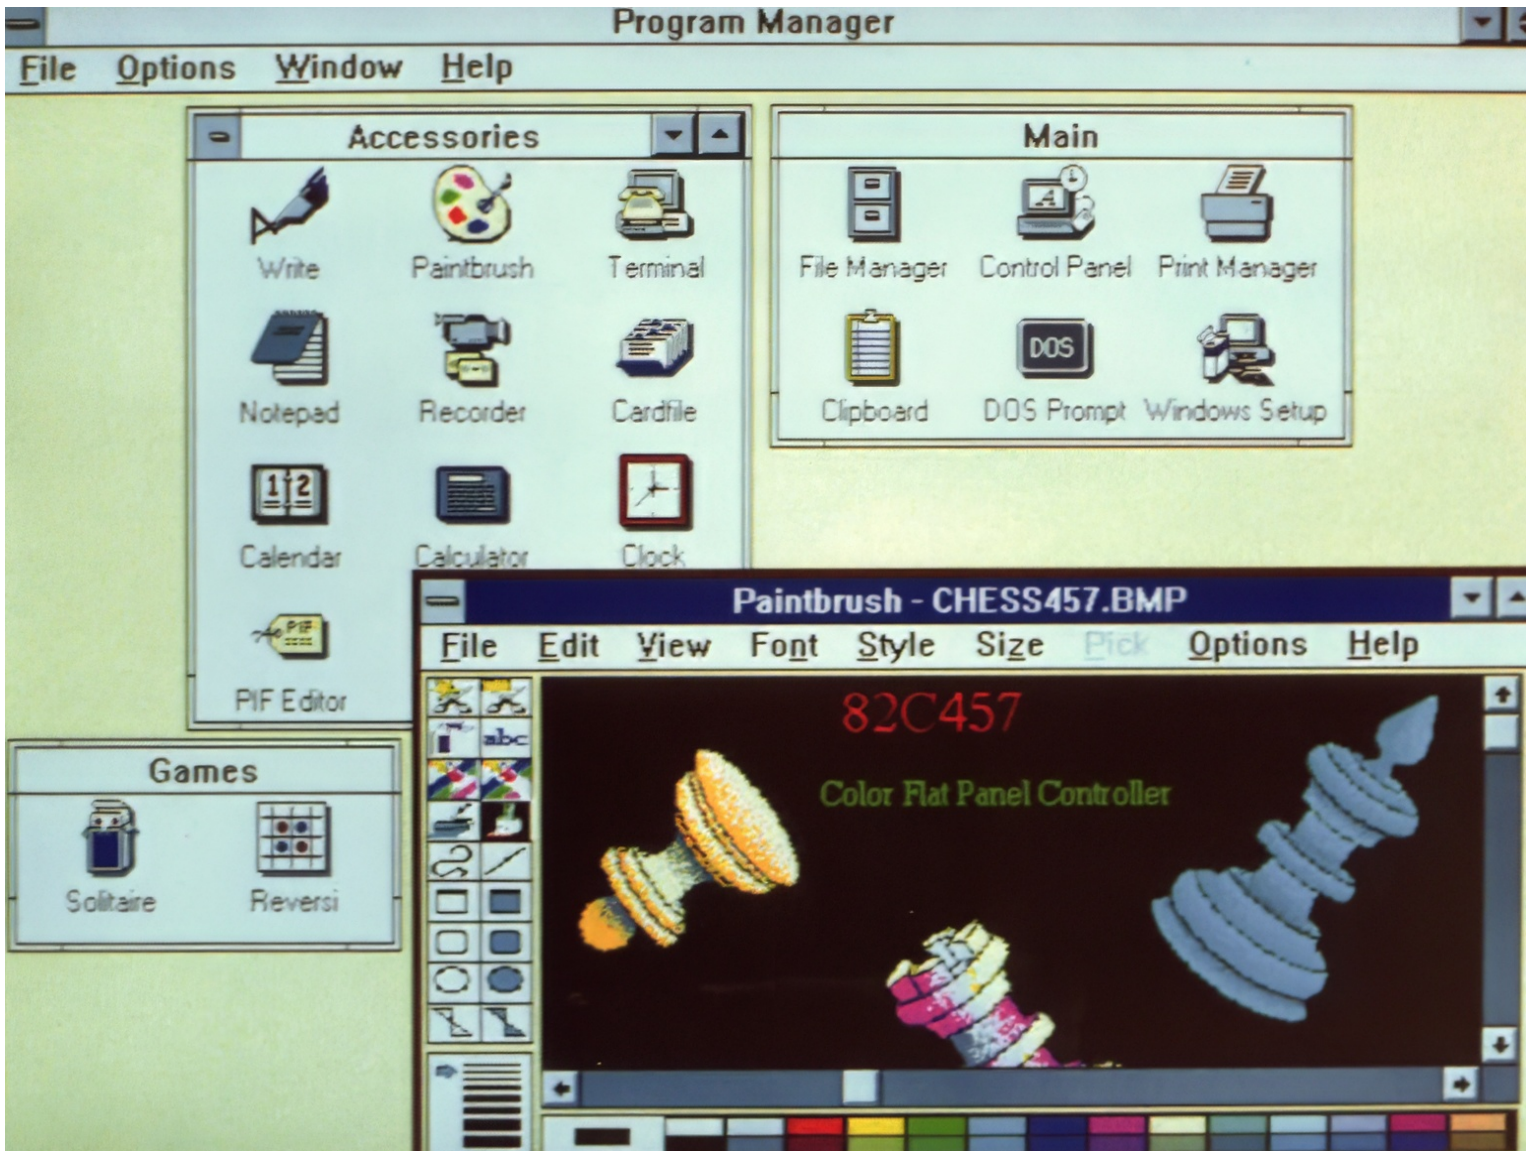 Program Manager
File Options Window Help
Accessories
Write Paintbrush Terminal
Notepad Recorder Cardfile
12
Calendar Calculator Clock
PIF
PIF Editor
Main
A
File Manager Control Panel Print Manager
DOS
Clipboard DOS Prompt Windows Setup
Games
Solitaire Reversi
Paintbrush - CHESS457.BMP
File Edit View Font Style Size Pick Options Help
abc
82C457
Color Flat Panel Controller